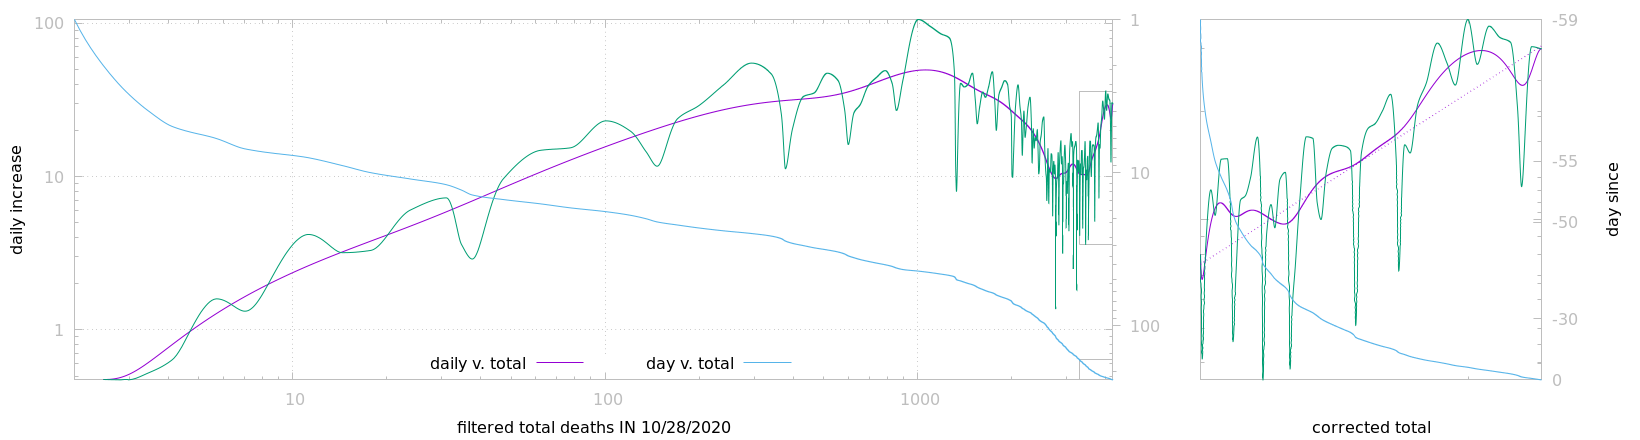 100
10
1
daily increase
1
10
100
daily v. total
day v. total
10
100
1000
filtered total deaths IN 10/28/2020
-59
-55
-50
-30
0
day since
corrected total